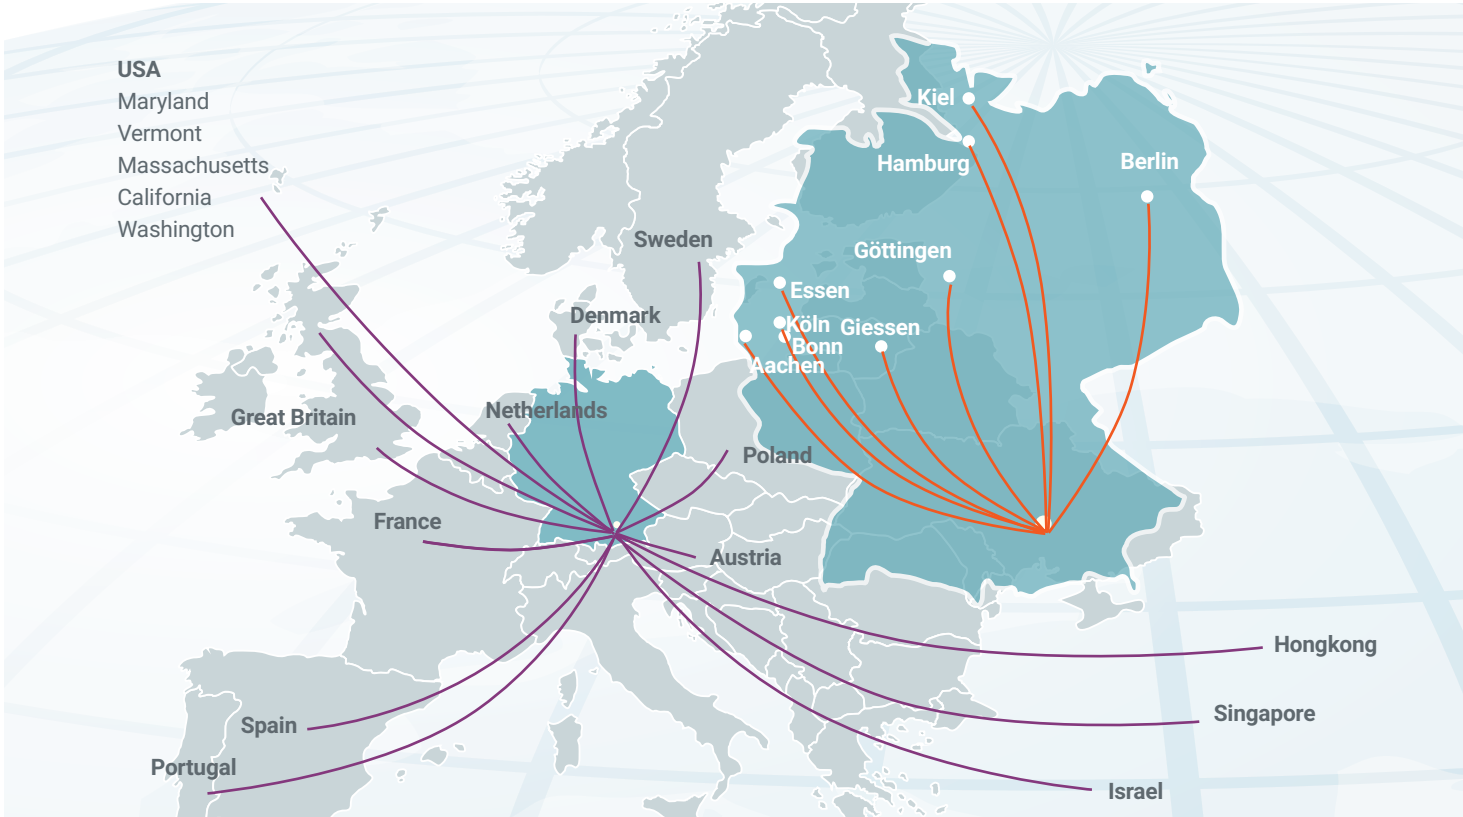 USA
Maryland
Vermont
Massachusetts
California
Washington
Kiel
Hamburg
Berlin
Sweden
Göttingen
Essen
Denmark
Köln
Giessen
Bonn
Aachen
Netherlands
Great Britain
Poland
France
Austria
Hongkong
Singapore
Spain
Portugal
Israel